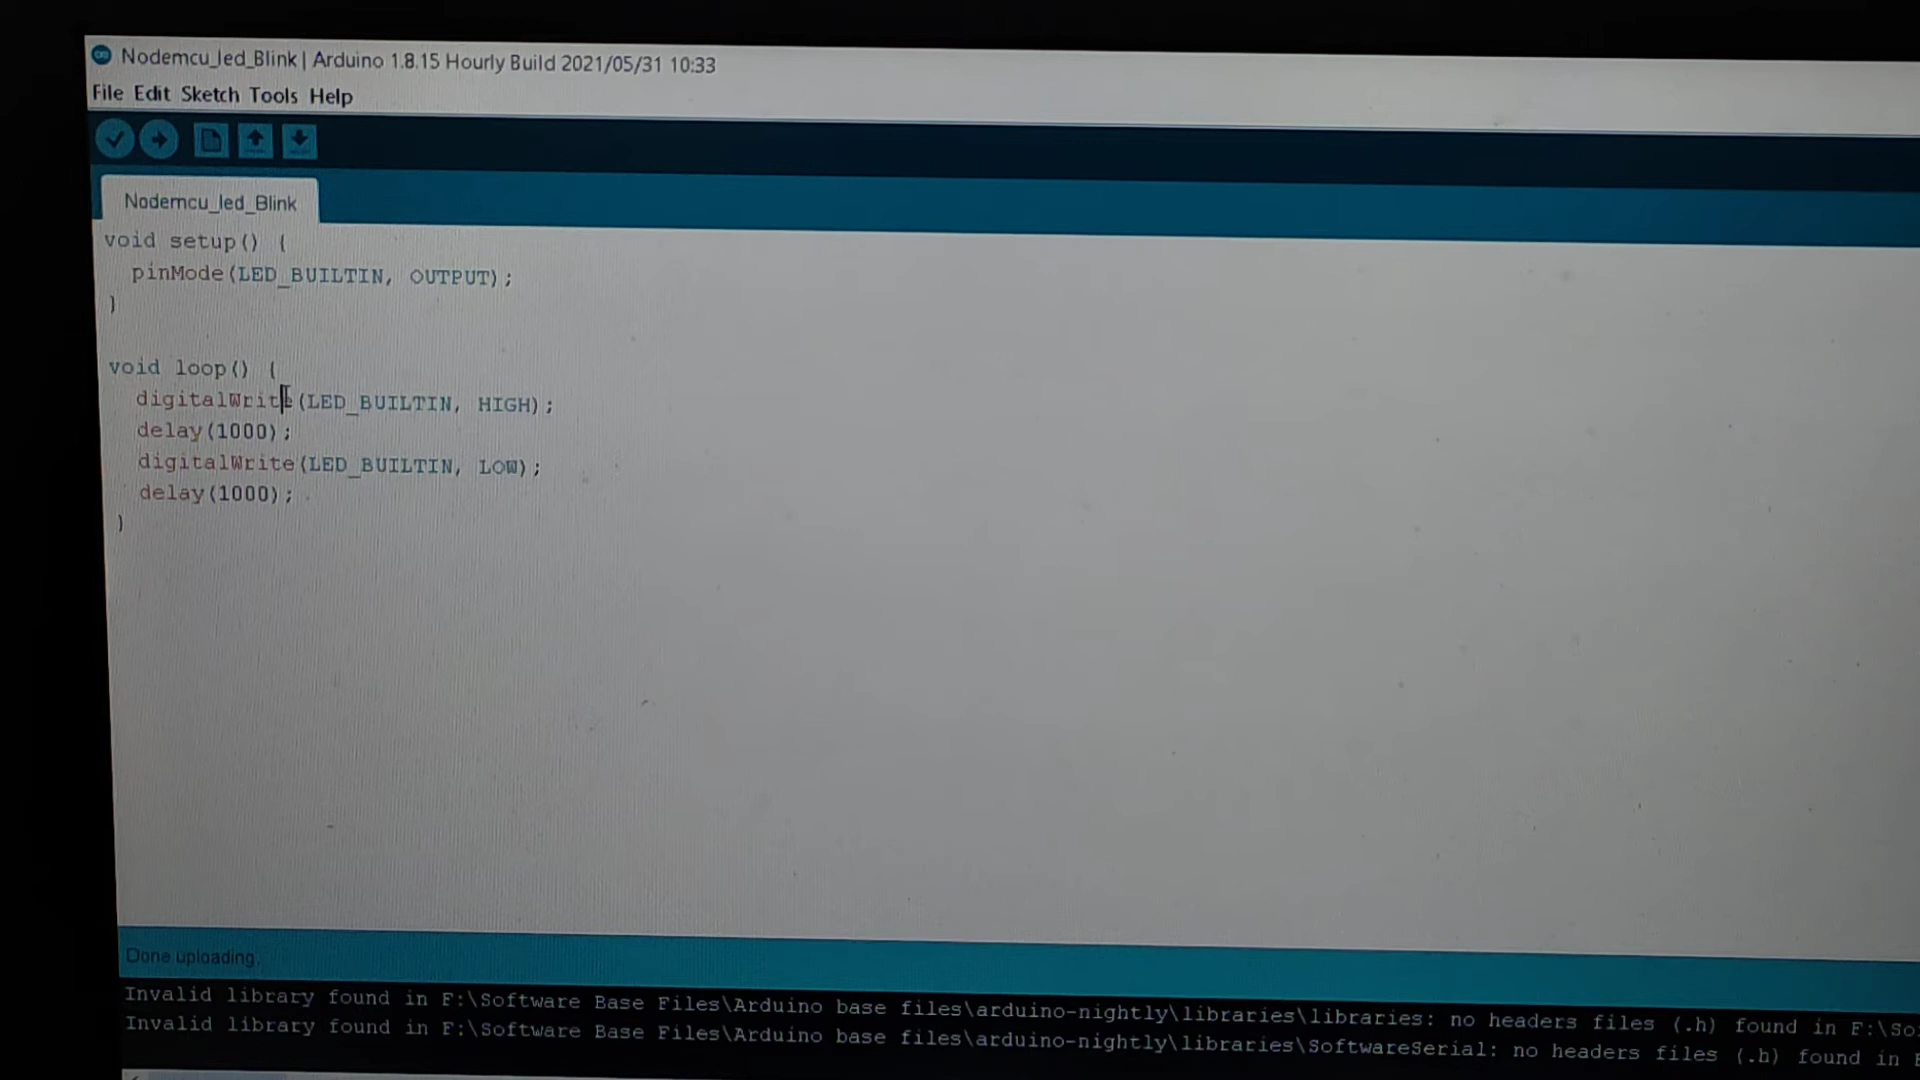 Nodemcu_led_Blink | Arduino 1.8.15 Hourly Build 2021/05/31 10:33
File Edit Sketch Tools Help
Nodemcu_led_Blink
void setup() {
pinMode(LED_BUILTIN, OUTPUT);
}
void loop() {
digitalWrite(LED_BUILTIN, HIGH);
delay(1000);
digitalWrite(LED_BUILTIN, LOW);
delay(1000);
}
Done uploading.
Invalid library found in F:\Software Base Files\Arduino base files\arduino-nightly\libraries\libraries: no headers files (.h) found in F:\So
Invalid library found in F:\Software Base Files\Arduino base files\arduino-nightly\libraries\SoftwareSerial: no headers files (.h) found in F